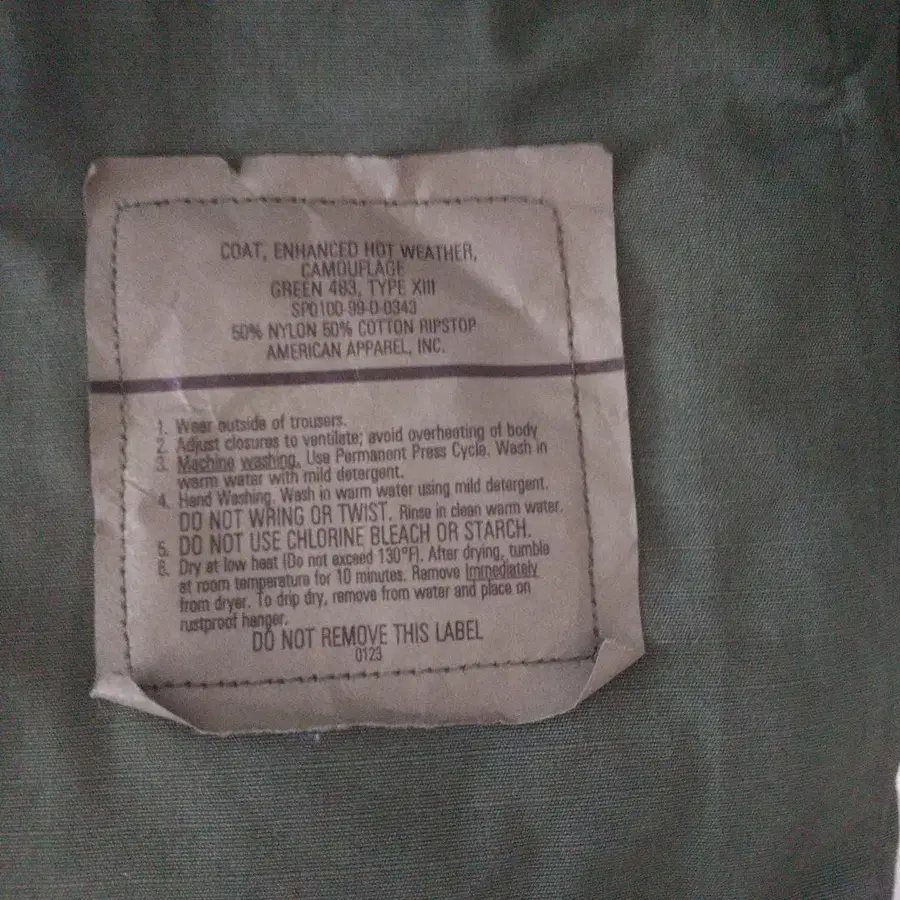 COAT, ENHANCED HOT WEATHER,
CAMOUFLAGE
GREEN 483, TYPE XIII
SP0100-99-D-0343
50% NYLON 50% COTTON RIPSTOP
AMERICAN APPAREL, INC.
1. Wear outside of trousers.
2. Adjust closures to ventilate; avoid overheating of body
3. Machine washing. Use Permanent Press Cycle. Wash in
warm water with mild detergent.
4. Hand Washing. Wash in warm water using mild detergent.
DO NOT WRING OR TWIST. Rinse in clean warm water.
5. DO NOT USE CHLORINE BLEACH OR STARCH.
6. Dry at low heat (Do not exceed 130°F). After drying, tumble
at room temperature for 10 minutes. Remove Immediately
from dryer. To drip dry, remove from water and place on
rustproof hanger.
DO NOT REMOVE THIS LABEL
0123